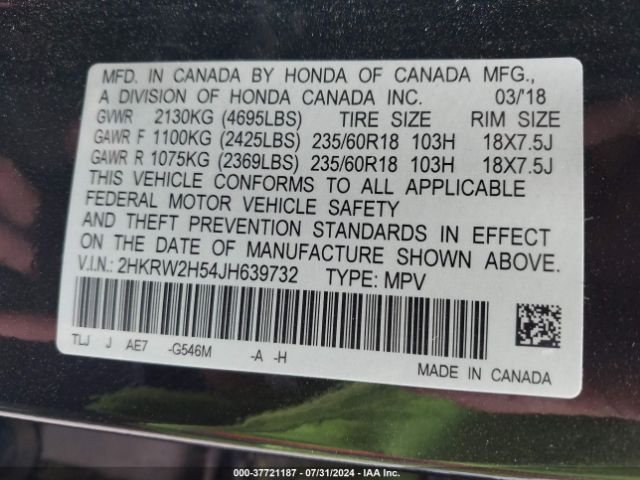 MFD. IN CANADA BY HONDA OF CANADA MFG.,
A DIVISION OF HONDA CANADA INC. 03/'18
GVWR 2130KG (4695LBS) TIRE SIZE RIM SIZE
GAWR F 1100KG (2425LBS) 235/60R18 103H 18X7.5J
GAWR R 1075KG (2369LBS) 235/60R18 103H 18X7.5J
THIS VEHICLE CONFORMS TO ALL APPLICABLE
FEDERAL MOTOR VEHICLE SAFETY
AND THEFT PREVENTION STANDARDS IN EFFECT
ON THE DATE OF MANUFACTURE SHOWN ABOVE.
V.I.N.: 2HKRW2H54JH639732 TYPE: MPV
TLJ J AE7 -G546M -A -H
MADE IN CANADA
000-37721187 - 07/31/2024 - IAA Inc.